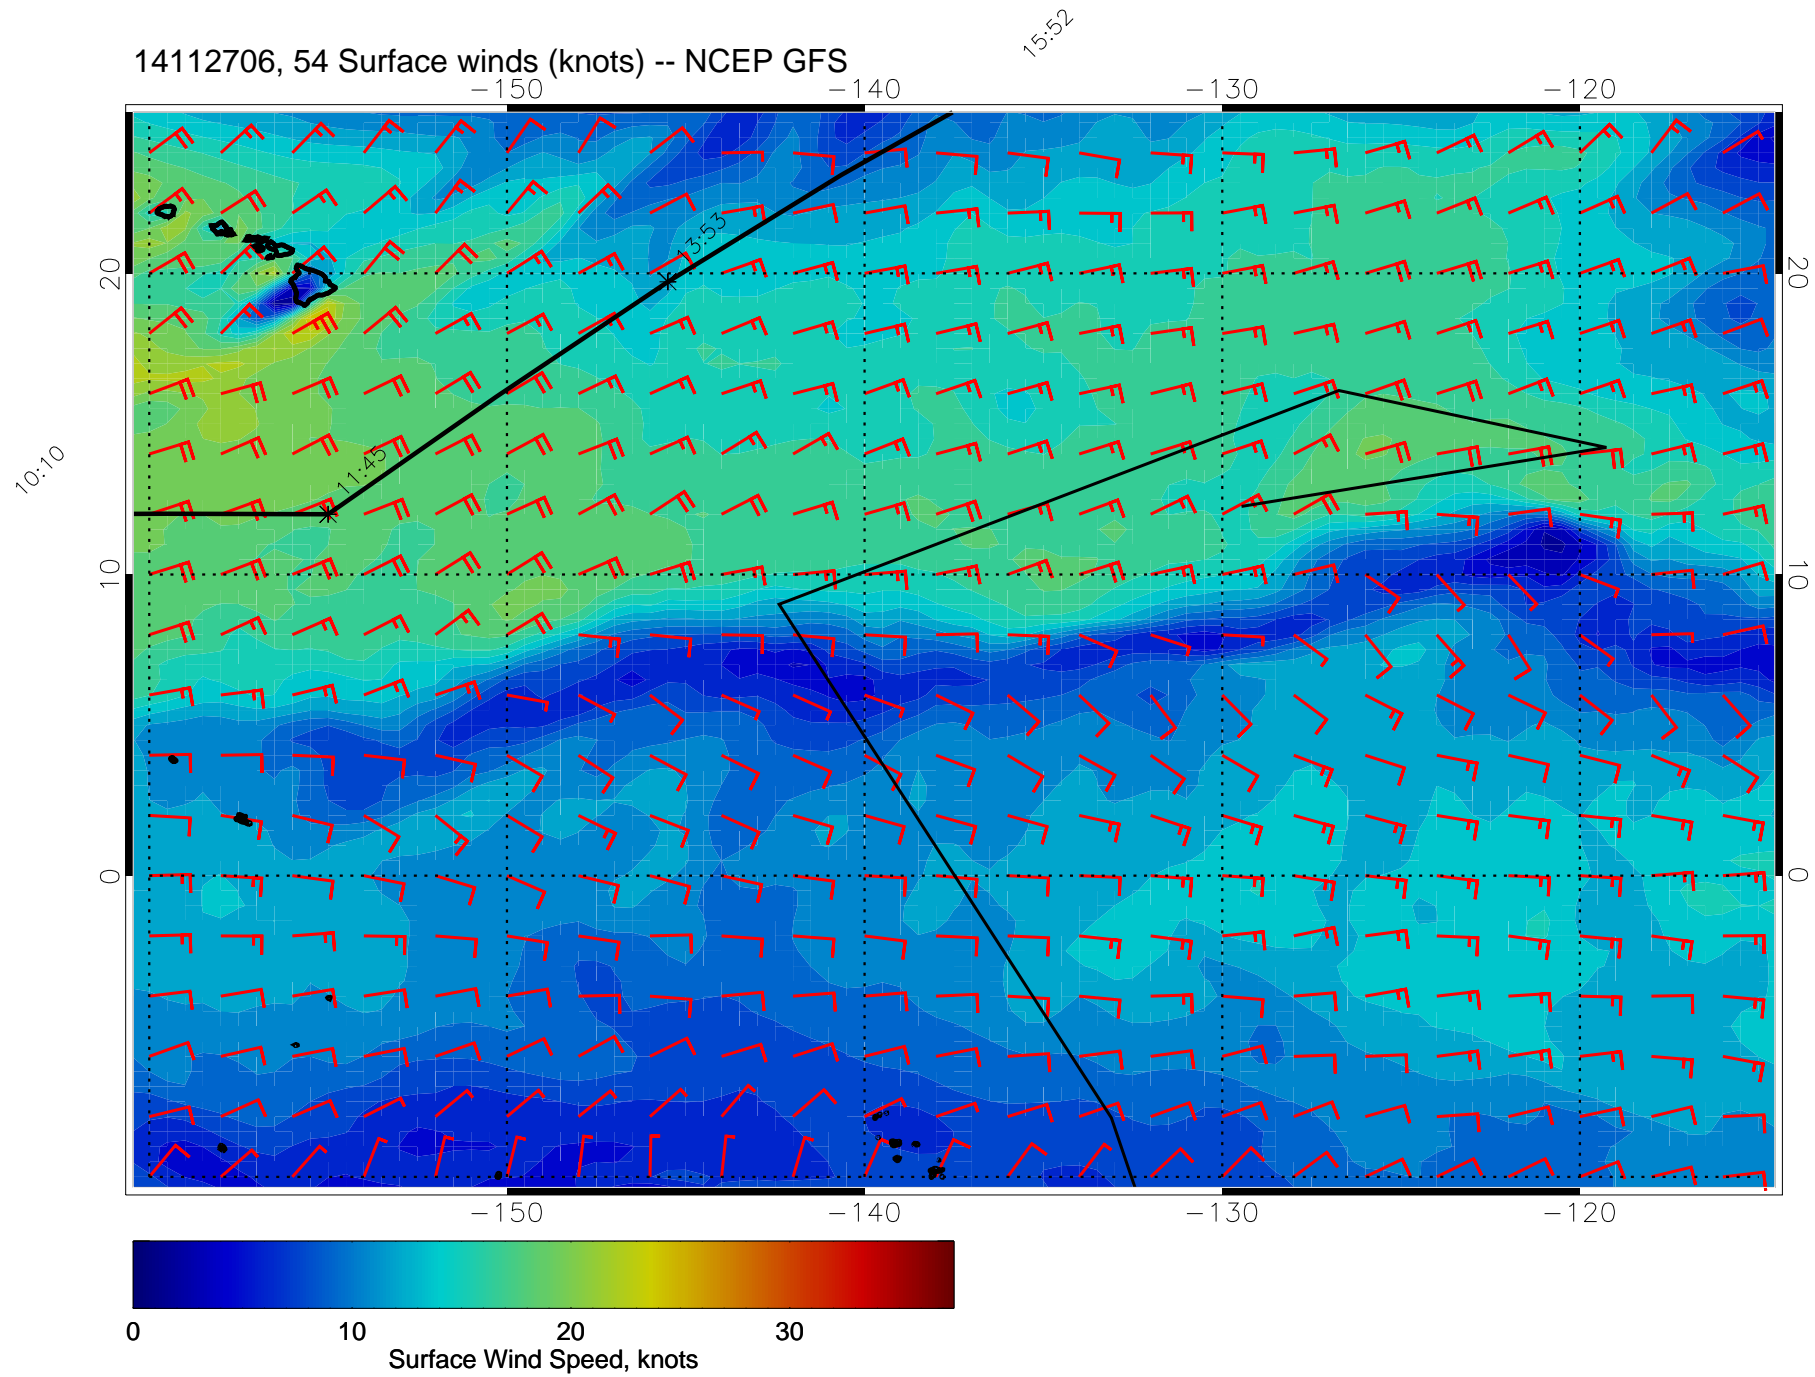 15:52
14112706, 54 Surface winds (knots) -- NCEP GFS
-150 -140 -130 -120
13:53
20 20
11:45
10:10
10 10
0 0
-150 -140 -130 -120
0 10 20 30
Surface Wind Speed, knots